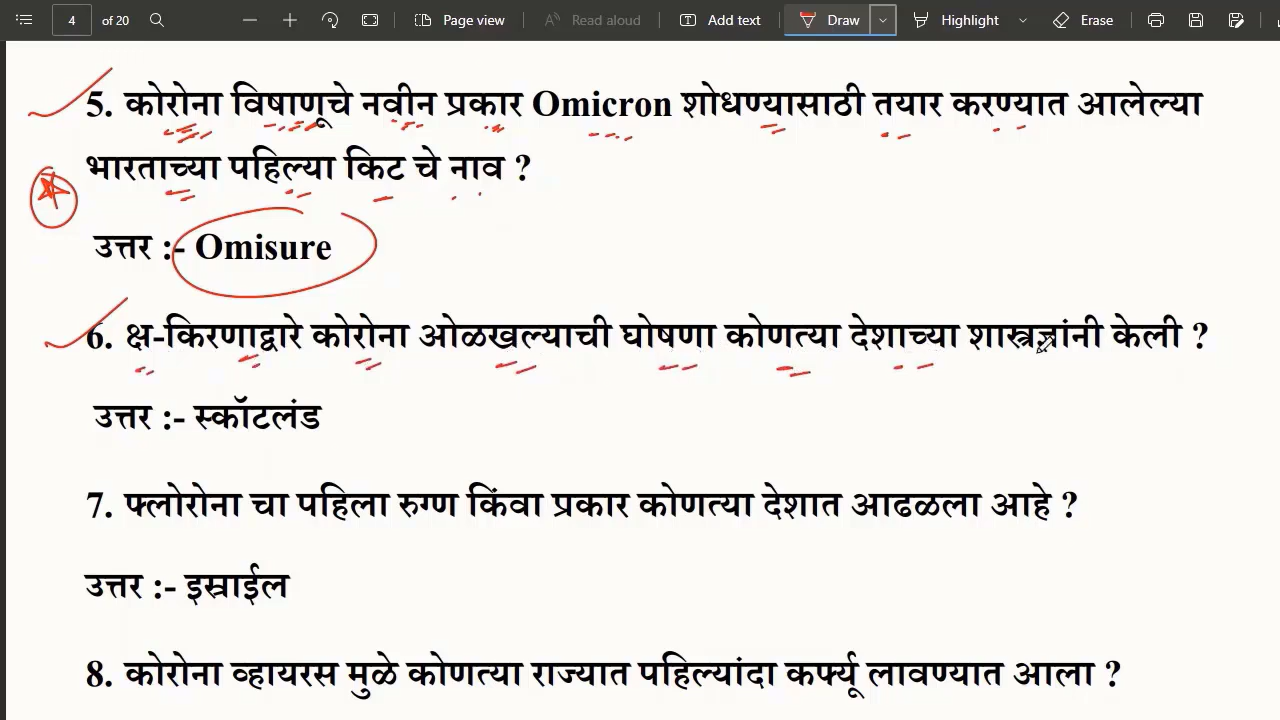 4 of 20 Page view Read aloud Add text Draw Highlight Erase
5. कोरोना विषाणूचे नवीन प्रकार Omicron शोधण्यासाठी तयार करण्यात आलेल्या
भारताच्या पहिल्या किट चे नाव ?
उत्तर :- Omisure
6. क्ष-किरणाद्वारे कोरोना ओळखल्याची घोषणा कोणत्या देशाच्या शास्त्रज्ञांनी केली ?
उत्तर :- स्कॉटलंड
7. फ्लोरोना चा पहिला रुग्ण किंवा प्रकार कोणत्या देशात आढळला आहे ?
उत्तर :- इस्राईल
8. कोरोना व्हायरस मुळे कोणत्या राज्यात पहिल्यांदा कर्फ्यू लावण्यात आला ?